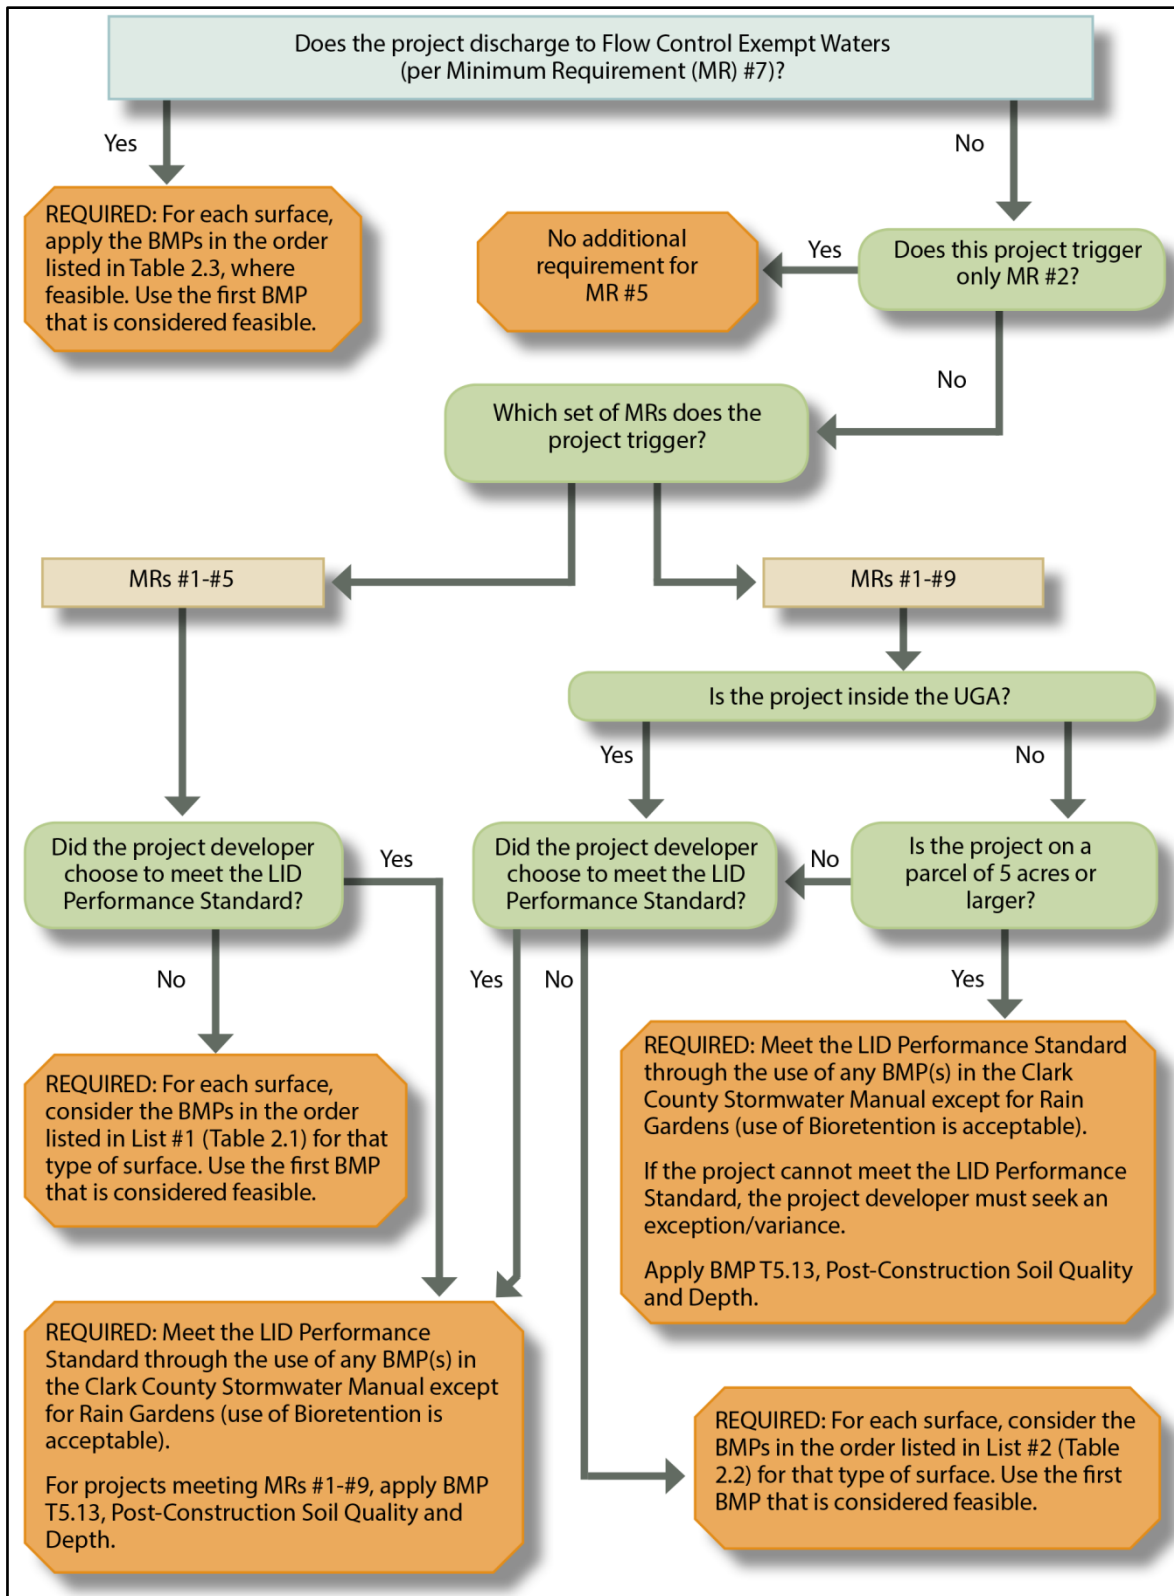 Does the project discharge to Flow Control Exempt Waters
(per Minimum Requirement (MR) #7)?
Yes
No
REQUIRED: For each surface,
apply the BMPs in the order
listed in Table 2.3, where
feasible. Use the first BMP
that is considered feasible.
No additional
requirement for
MR #5
Yes
Does this project trigger
only MR #2?
No
Which set of MRs does the
project trigger?
MRs #1-#5
MRs #1-#9
Is the project inside the UGA?
Yes
No
Did the project developer
choose to meet the LID
Performance Standard?
Yes
Did the project developer
choose to meet the LID
Performance Standard?
No
Is the project on a
parcel of 5 acres or
larger?
No
Yes
No
Yes
REQUIRED: For each surface,
consider the BMPs in the order
listed in List #1 (Table 2.1) for that
type of surface. Use the first BMP
that is considered feasible.
REQUIRED: Meet the LID Performance Standard
through the use of any BMP(s) in the Clark
County Stormwater Manual except for Rain
Gardens (use of Bioretention is acceptable).
If the project cannot meet the LID Performance
Standard, the project developer must seek an
exception/variance.
Apply BMP T5.13, Post-Construction Soil Quality
and Depth.
REQUIRED: Meet the LID Performance
Standard through the use of any BMP(s) in
the Clark County Stormwater Manual except
for Rain Gardens (use of Bioretention is
acceptable).
For projects meeting MRs #1-#9, apply BMP
T5.13, Post-Construction Soil Quality and
Depth.
REQUIRED: For each surface, consider the
BMPs in the order listed in List #2 (Table
2.2) for that type of surface. Use the first
BMP that is considered feasible.